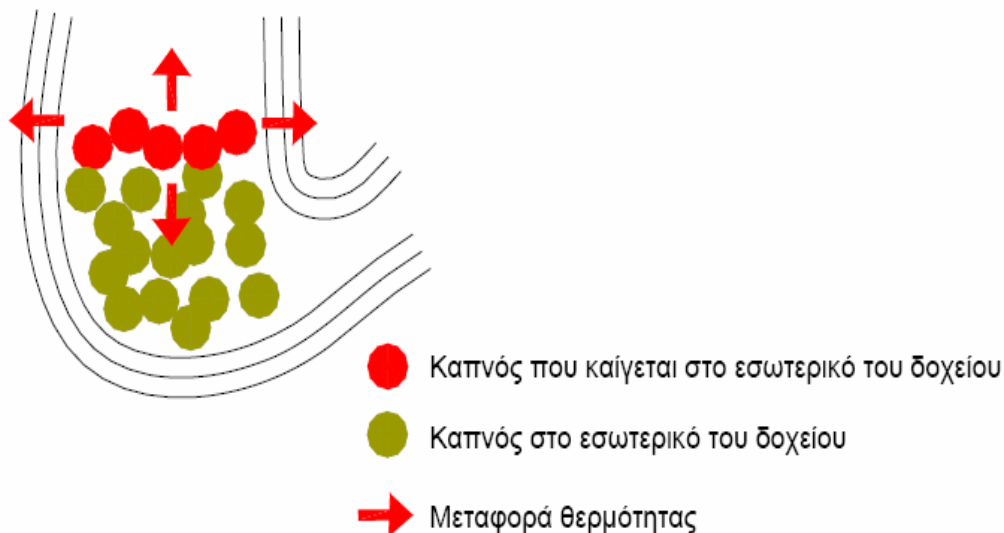 Καπνός που καίγεται στο εσωτερικό του δοχείου
Καπνός στο εσωτερικό του δοχείου
Μεταφορά θερμότητας